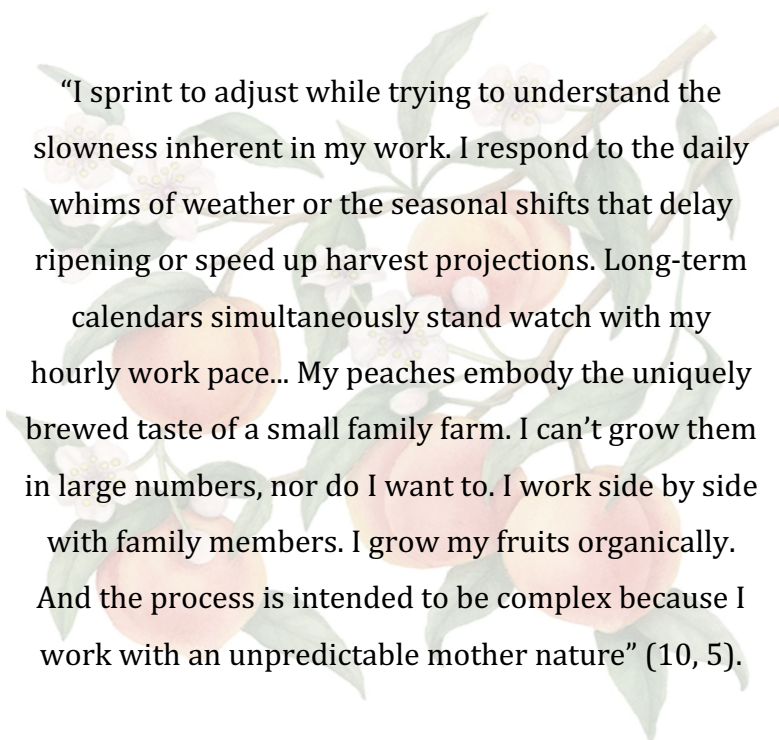 “I sprint to adjust while trying to understand the
slowness inherent in my work. I respond to the daily
whims of weather or the seasonal shifts that delay
ripening or speed up harvest projections. Long-term
calendars simultaneously stand watch with my
hourly work pace... My peaches embody the uniquely
brewed taste of a small family farm. I can’t grow them
in large numbers, nor do I want to. I work side by side
with family members. I grow my fruits organically.
And the process is intended to be complex because I
work with an unpredictable mother nature” (10, 5).